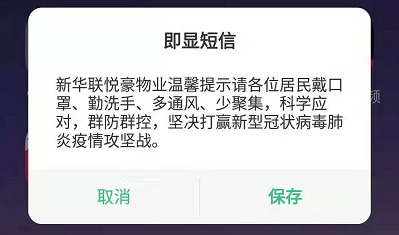 即显短信
新华联悦豪物业温馨提示请各位居民戴口
罩、勤洗手、多通风、少聚集，科学应
对，群防群控，坚决打赢新型冠状病毒肺
炎疫情攻坚战。
频
取消
保存